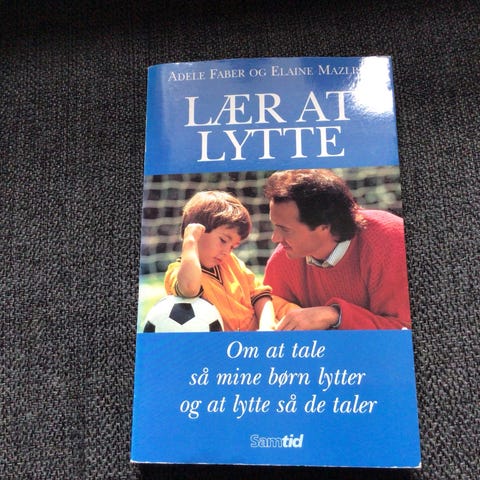 ADELE FABER OG ELAINE
LÆR AT
LYTTE
Om at tale
så mine børn lytter
og at lytte så de taler
Samtid